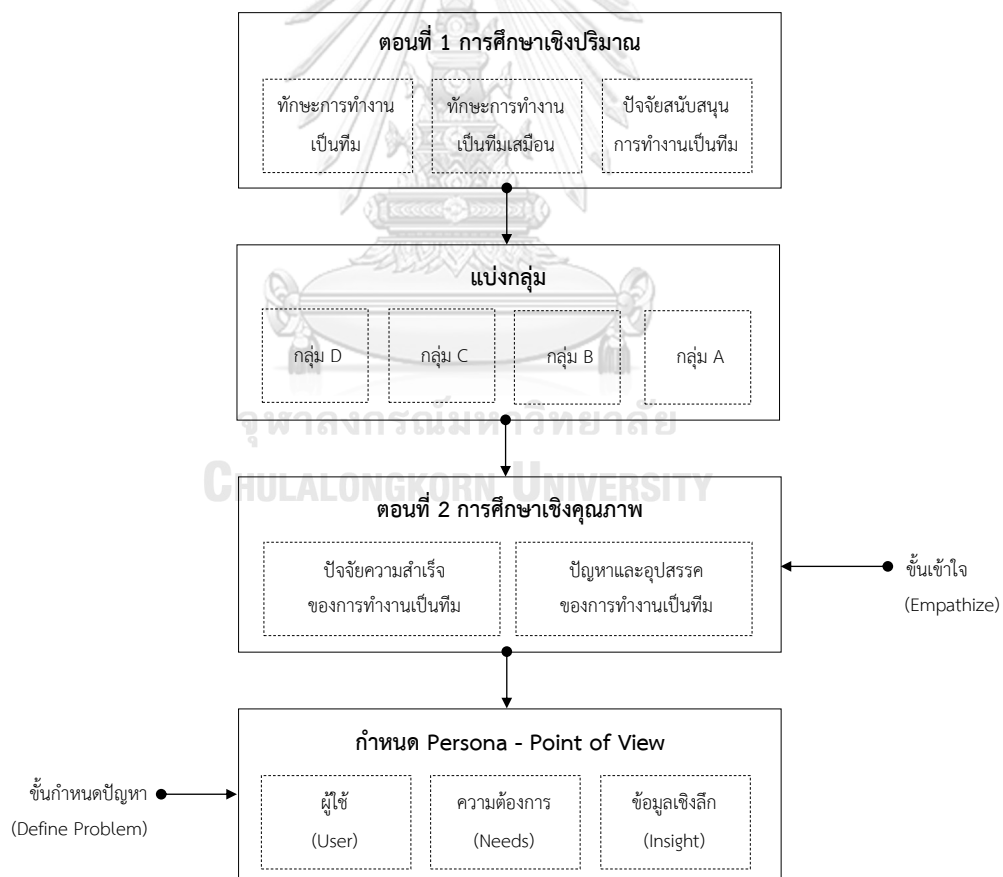 ตอนที่ 1 การศึกษาเชิงปริมาณ
ทักษะการทำงาน
เป็นทีม
ทักษะการทำงาน
เป็นทีมเสมือน
ปัจจัยสนับสนุน
การทำงานเป็นทีม
แบ่งกลุ่ม
กลุ่ม D
กลุ่ม C
กลุ่ม B
กลุ่ม A
จุฬาลงกรณ์มหาวิทยาลัย
CHULALONGKORN UNIVERSITY
ตอนที่ 2 การศึกษาเชิงคุณภาพ
ปัจจัยความสำเร็จ
ของการทำงานเป็นทีม
ปัญหาและอุปสรรค
ของการทำงานเป็นทีม
ขั้นเข้าใจ
(Empathize)
กำหนด Persona - Point of View
ขั้นกำหนดปัญหา
(Define Problem)
ผู้ใช้
(User)
ความต้องการ
(Needs)
ข้อมูลเชิงลึก
(Insight)